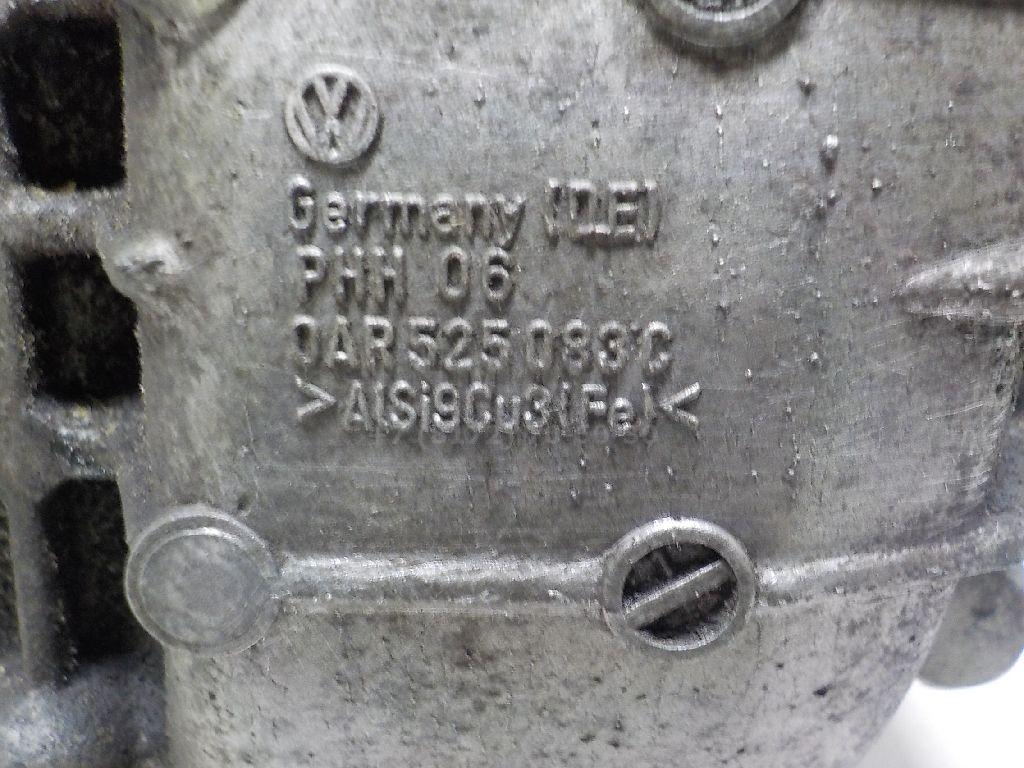 Germany (DE)
PHH 06
0AR 525 083 C
>AlSi9Cu3(Fe)<